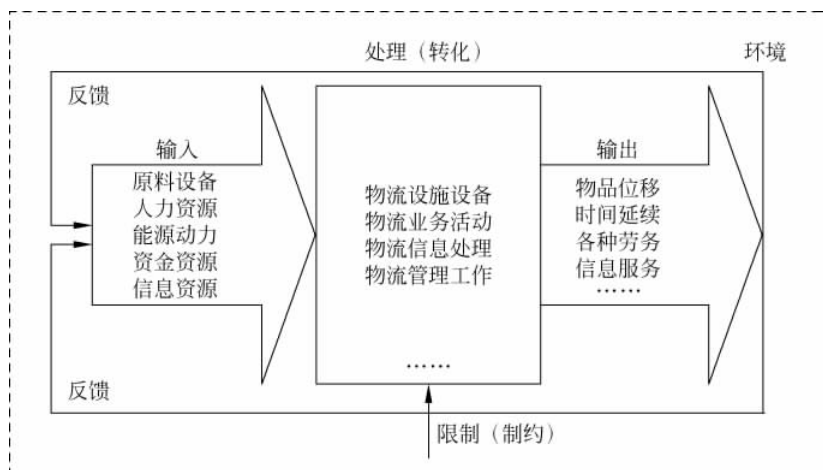 处理（转化）
环境
反馈
输入
原料设备
人力资源
能源动力
资金资源
信息资源
物流设施设备
物流业务活动
物流信息处理
物流管理工作
……
输出
物品位移
时间延续
各种劳务
信息服务
……
反馈
限制（制约）